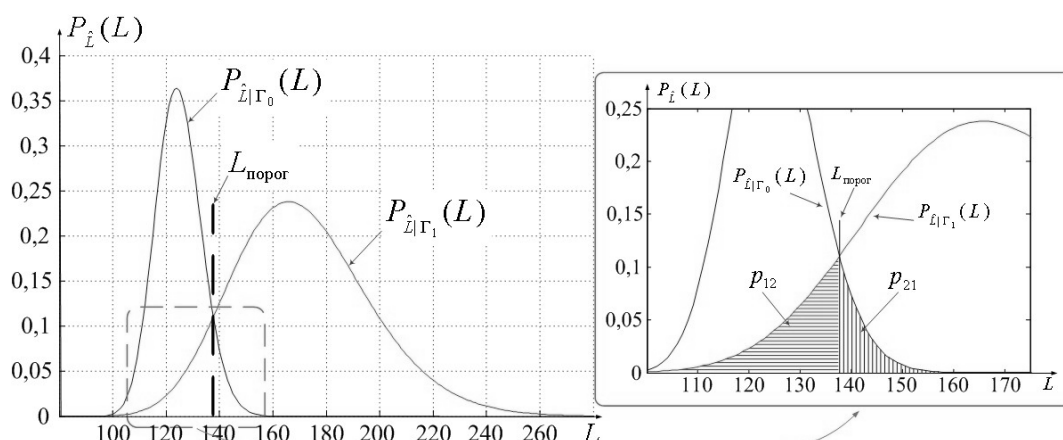 P_L̂(L)
0,4
0,35
0,3
0,25
0,2
0,15
0,1
0,05
0
P_L̂|Γ₀(L)
L порог
P_L̂|Γ₁(L)
100 120 140 160 180 200 220 240 260 L
P_L̂(L)
0,25
0,2
0,15
0,1
0,05
0
P_L̂|Γ₀(L)
L порог
P_L̂|Γ₁(L)
p₁₂
p₂₁
110 120 130 140 150 160 170 L